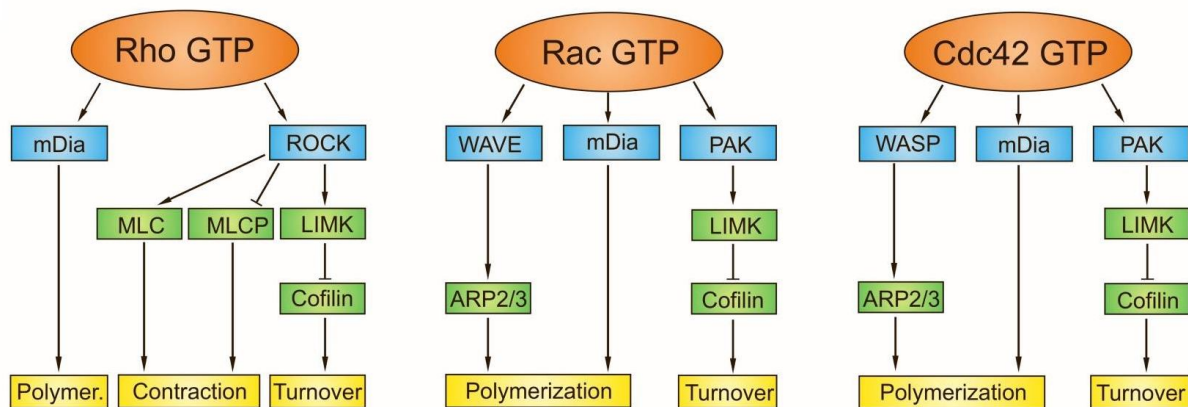 Rho GTP
Rac GTP
Cdc42 GTP
mDia
ROCK
WAVE
mDia
PAK
WASP
mDia
PAK
MLC
MLCP
LIMK
LIMK
LIMK
Cofilin
ARP2/3
Cofilin
ARP2/3
Cofilin
Polymer.
Contraction
Turnover
Polymerization
Turnover
Polymerization
Turnover